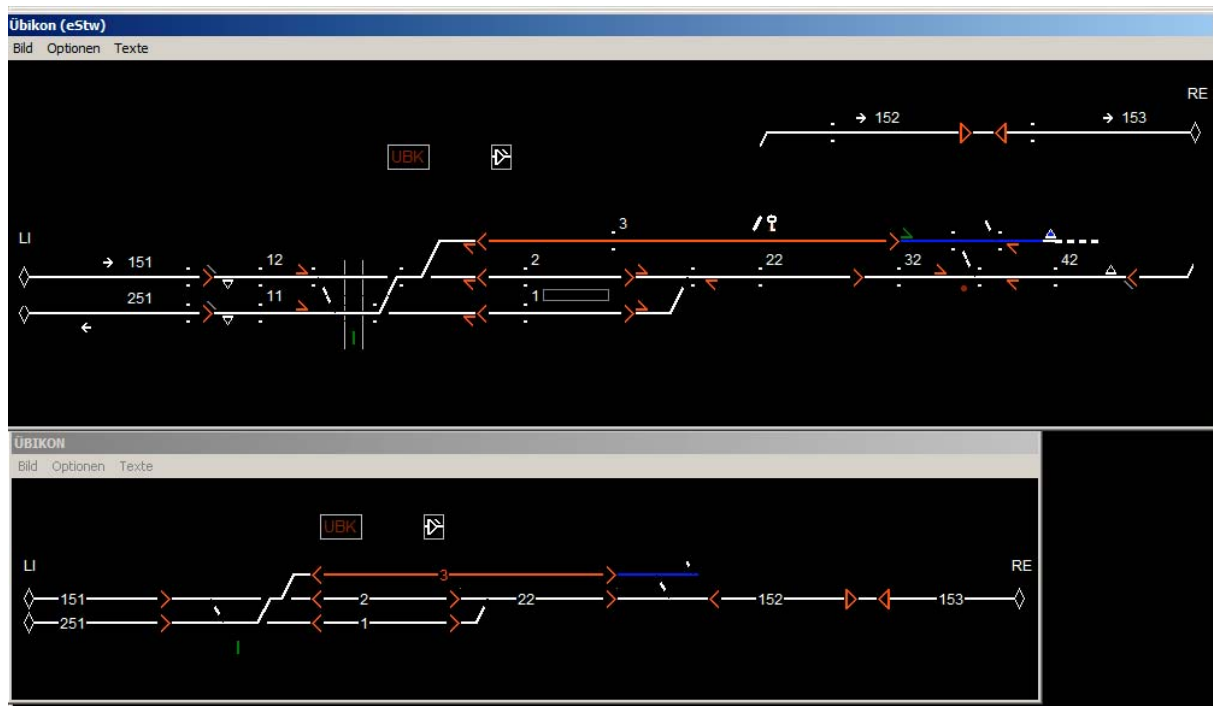 Übikon (eStw)
Bild Optionen Texte
RE
→ 152 → 153
UBK
3
LI
→ 151 12 2 22 32 42
251 11 1
←
ÜBIKON
Bild Optionen Texte
UBK
LI RE
3
151 2 22 152 153
251 1